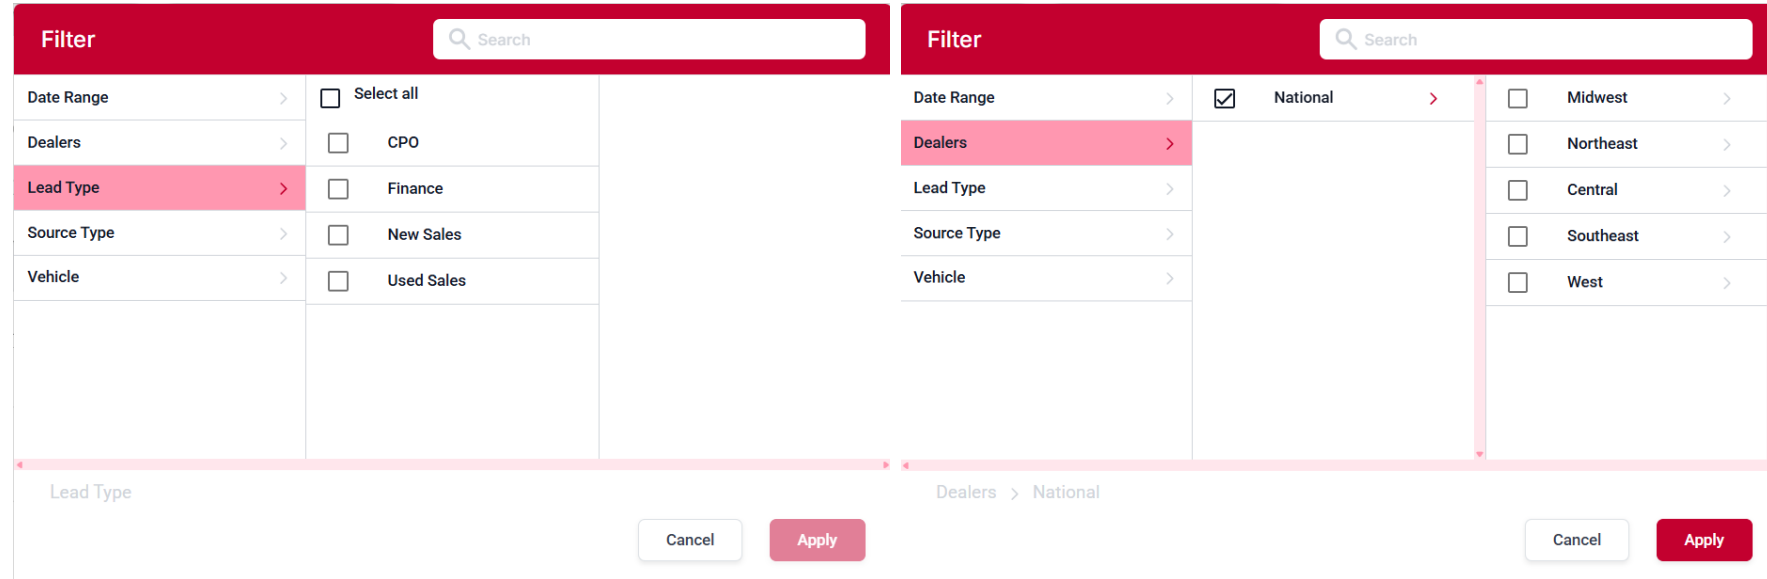 Filter
Search
Date Range
Dealers
Lead Type
Source Type
Vehicle
Select all
CPO
Finance
New Sales
Used Sales
Lead Type
Cancel
Apply
Filter
Search
Date Range
Dealers
Lead Type
Source Type
Vehicle
National
Midwest
Northeast
Central
Southeast
West
Dealers > National
Cancel
Apply